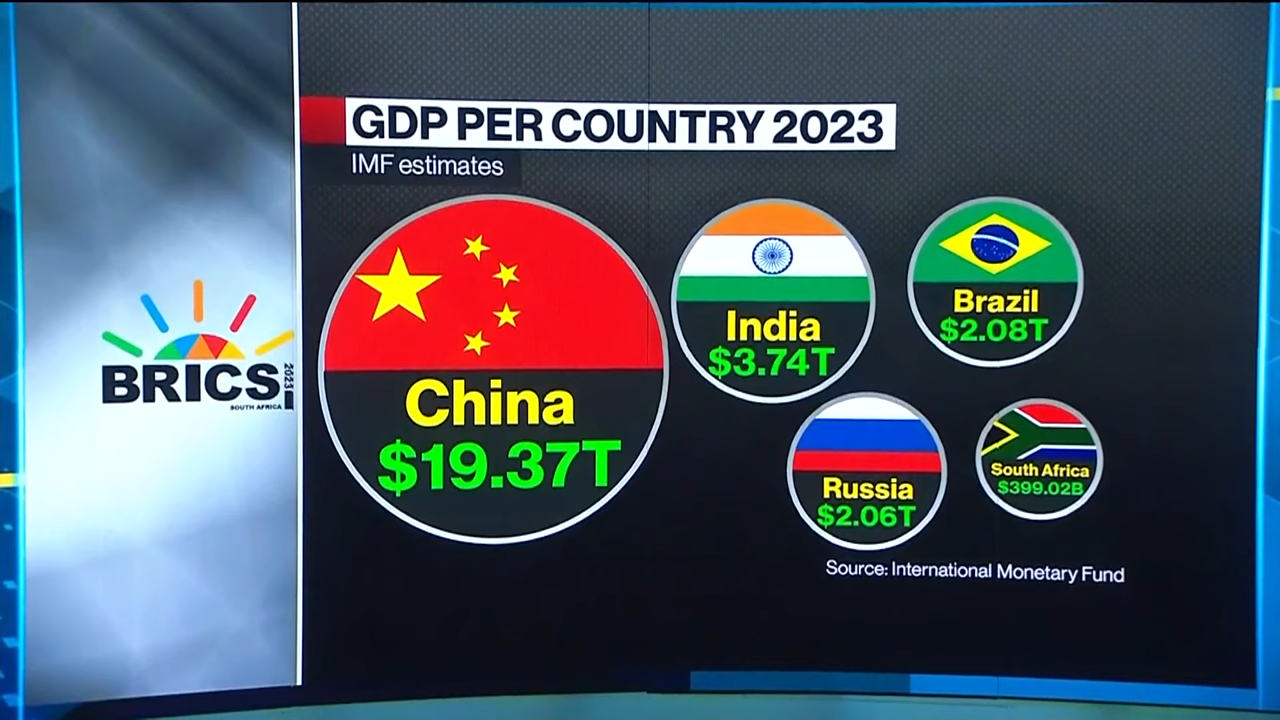 GDP PER COUNTRY 2023
IMF estimates
China
$19.37T
India
$3.74T
Brazil
$2.08T
Russia
$2.06T
South Africa
$399.02B
Source: International Monetary Fund
BRICS
2023
SOUTH AFRICA